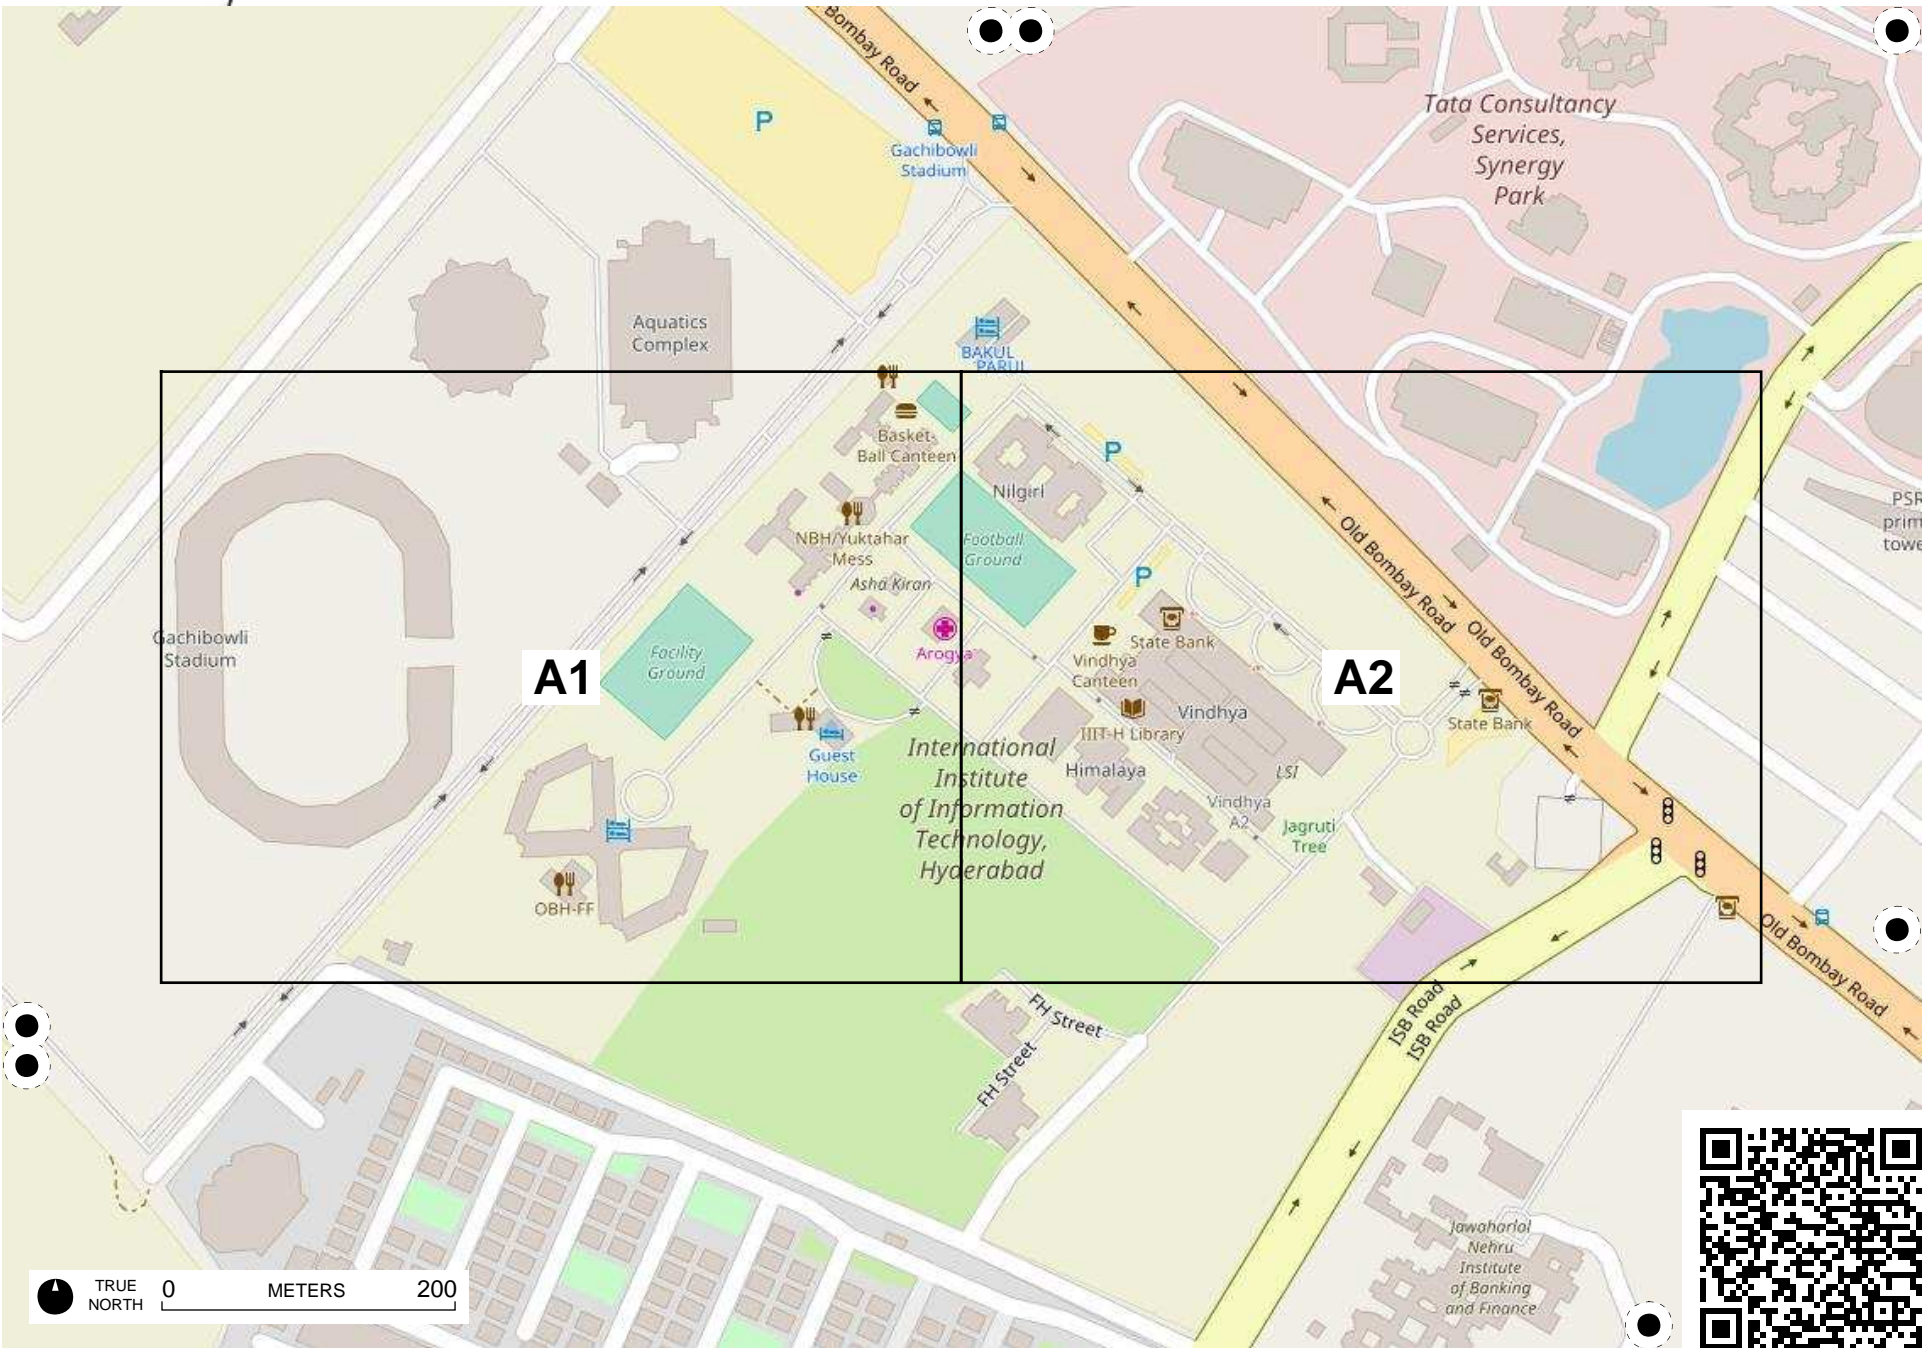 Bombay Road
P
Tata Consultancy
Services,
Synergy
Park
Gachibowli
Stadium
Aquatics
Complex
BAKUL
PARUL
Basket-
Ball Canteen
P
Nilgiri
PSR
prim
towe
NBH/Yuktahar
Mess
Football
Ground
Asha Kiran
P
Old Bombay Road
Old Bombay Road
State Bank
Gachibowli
Stadium
Facility
Ground
Arogya
Vindhya
Canteen
A1
A2
State Bank
Vindhya
IIIT-H Library
Guest
House
International
Institute
of Information
Technology,
Hyderabad
Himalaya
LSI
Vindhya
A2
Jagruti
Tree
OBH-FF
Old Bombay Road
FH Street
FH Street
ISB Road
ISB Road
Jawaharlal
Nehru
Institute
of Banking
and Finance
TRUE
NORTH
0 METERS 200